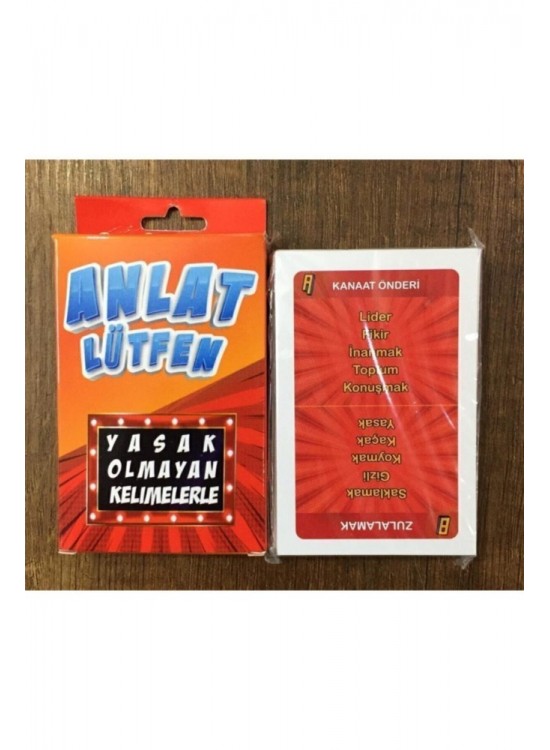 ANLAT
LÜTFEN
YASAK
OLMAYAN
KELIMELERLE
A KANAAT ÖNDERİ
Lider
Fikir
İnanmak
Toplum
Konuşmak
B ZULALAMAK
Saklamak
Gizli
Koymak
Kaçak
Yasak